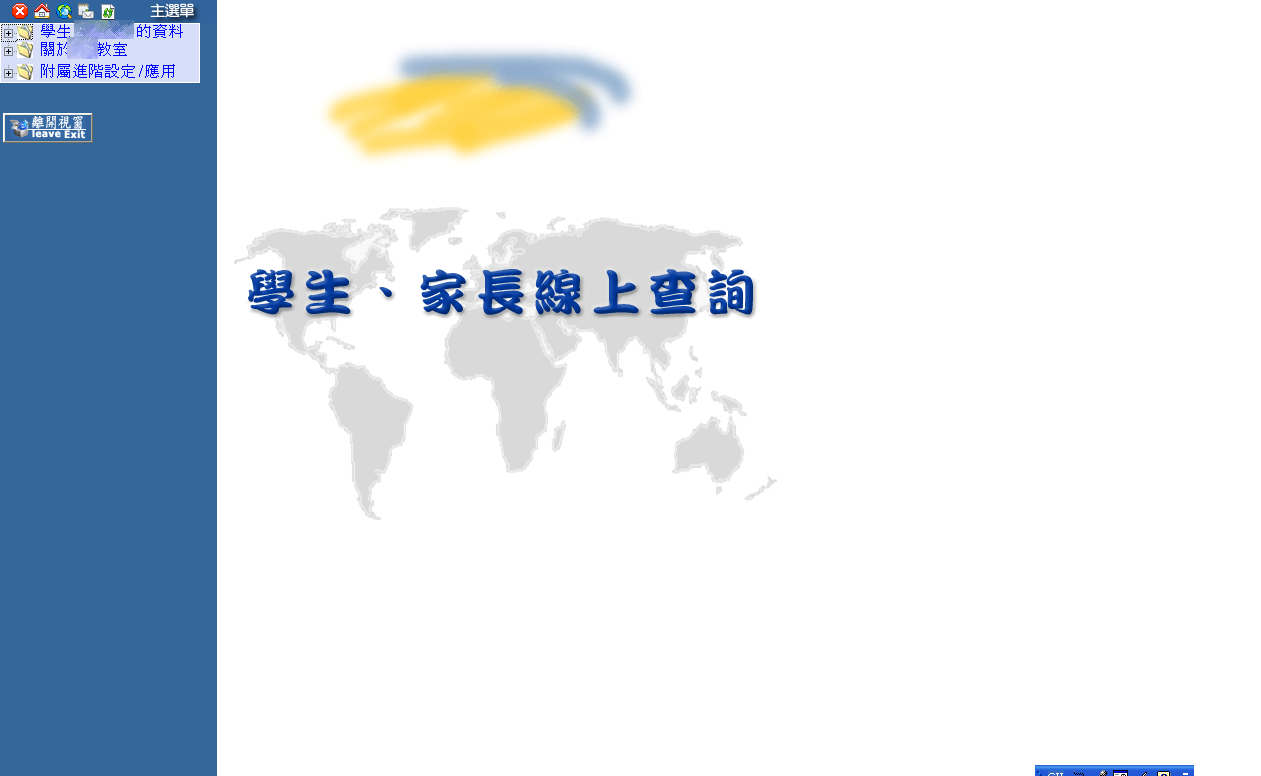 主選單
學生 的資料
關於 教室
附屬進階設定/應用
離開視窗
leave Exit
學生、家長線上查詢